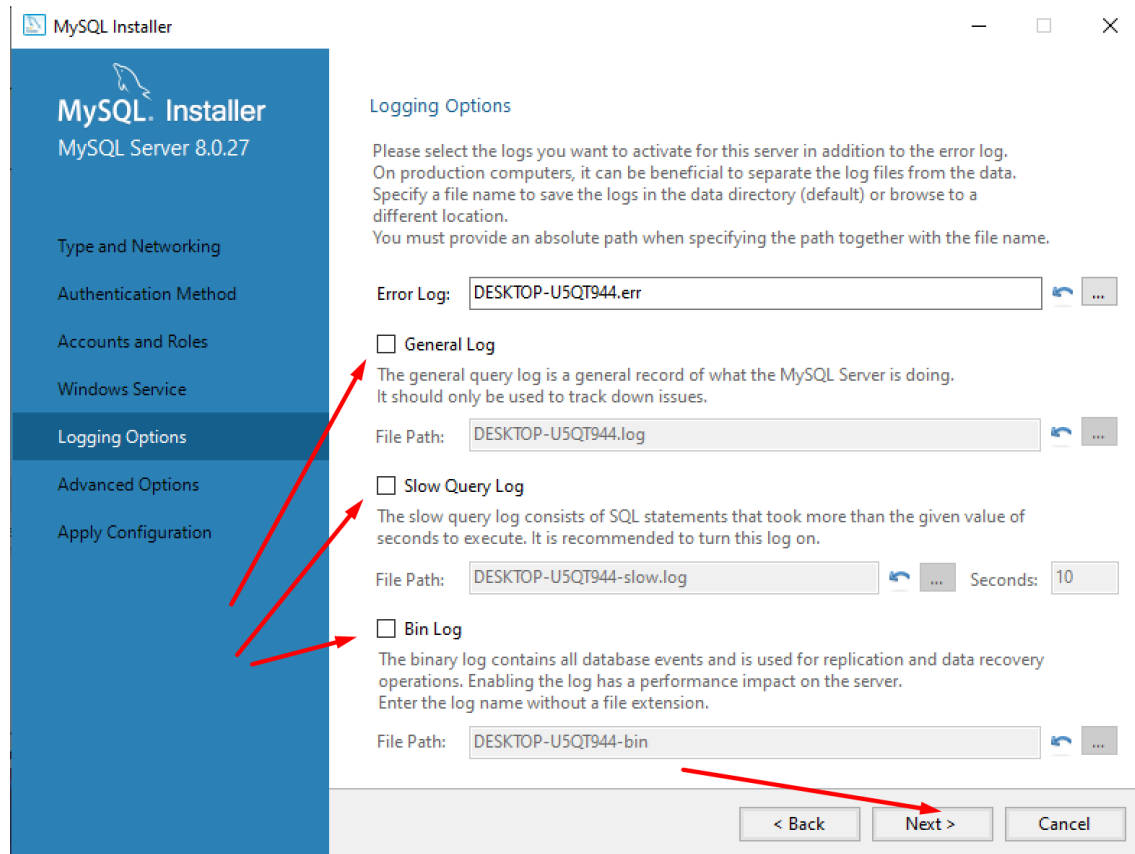 MySQL Installer
MySQL. Installer
MySQL Server 8.0.27
Type and Networking
Authentication Method
Accounts and Roles
Windows Service
Logging Options
Advanced Options
Apply Configuration
Logging Options
Please select the logs you want to activate for this server in addition to the error log.
On production computers, it can be beneficial to separate the log files from the data.
Specify a file name to save the logs in the data directory (default) or browse to a
different location.
You must provide an absolute path when specifying the path together with the file name.
Error Log: DESKTOP-U5QT944.err ...
General Log
The general query log is a general record of what the MySQL Server is doing.
It should only be used to track down issues.
File Path: DESKTOP-U5QT944.log ...
Slow Query Log
The slow query log consists of SQL statements that took more than the given value of
seconds to execute. It is recommended to turn this log on.
File Path: DESKTOP-U5QT944-slow.log ... Seconds: 10
Bin Log
The binary log contains all database events and is used for replication and data recovery
operations. Enabling the log has a performance impact on the server.
Enter the log name without a file extension.
File Path: DESKTOP-U5QT944-bin ...
< Back Next > Cancel